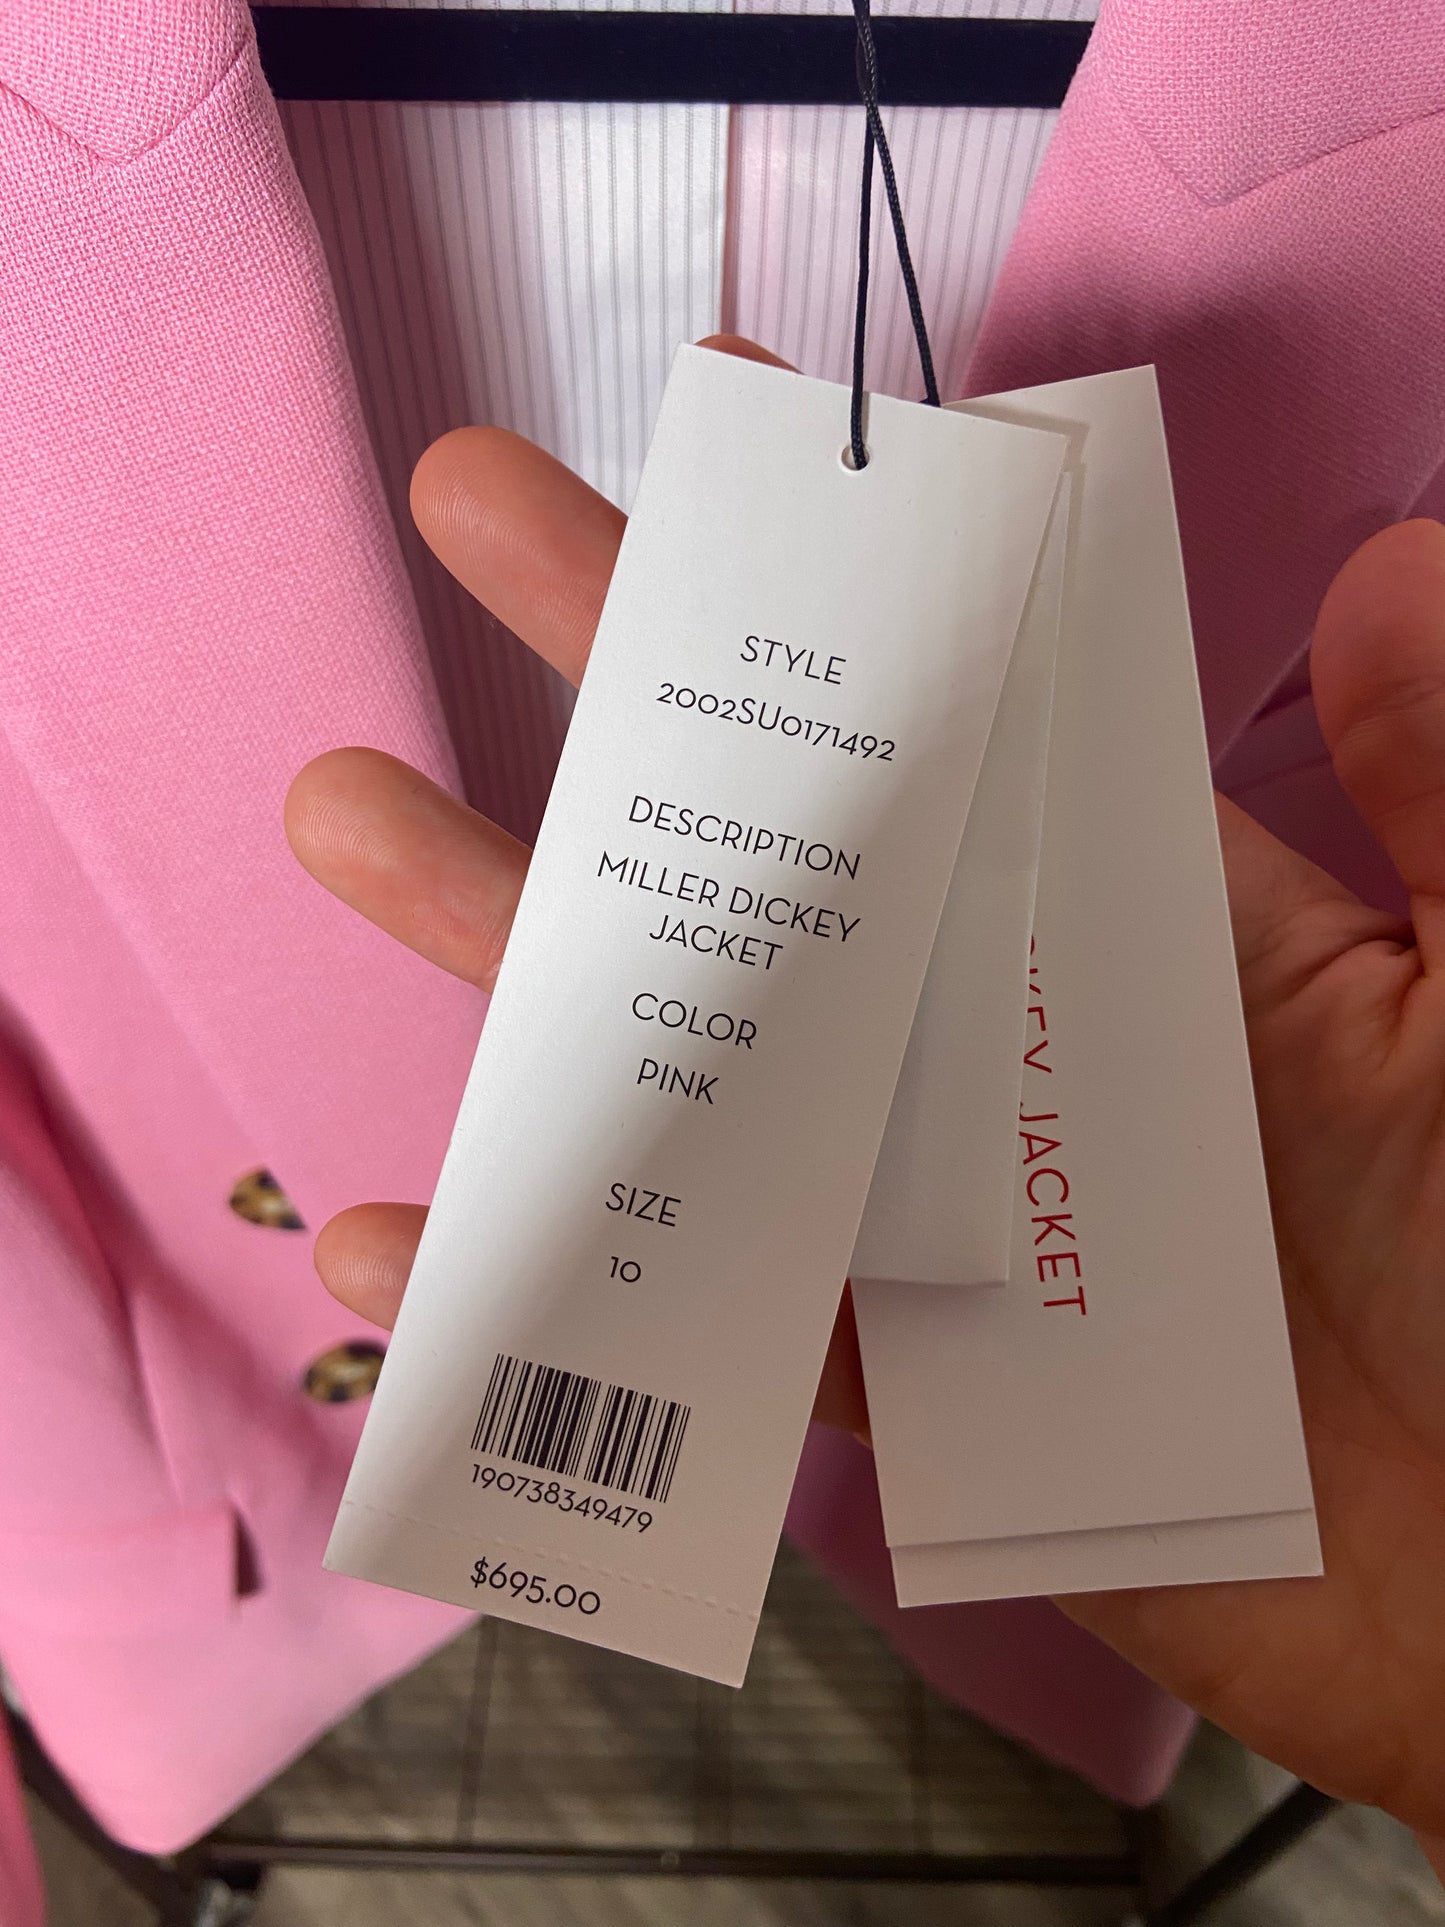 STYLE
2002SU0171492
DESCRIPTION
MILLER DICKEY
JACKET
COLOR
PINK
SIZE
10
190738349479
$695.00
JACKET